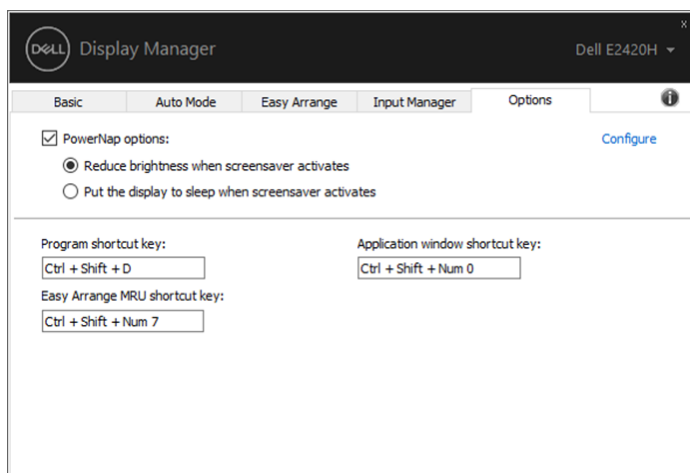 x
DELL Display Manager Dell E2420H
Basic Auto Mode Easy Arrange Input Manager Options i
PowerNap options: Configure
Reduce brightness when screensaver activates
Put the display to sleep when screensaver activates
Program shortcut key: Application window shortcut key:
Ctrl + Shift + D Ctrl + Shift + Num 0
Easy Arrange MRU shortcut key:
Ctrl + Shift + Num 7